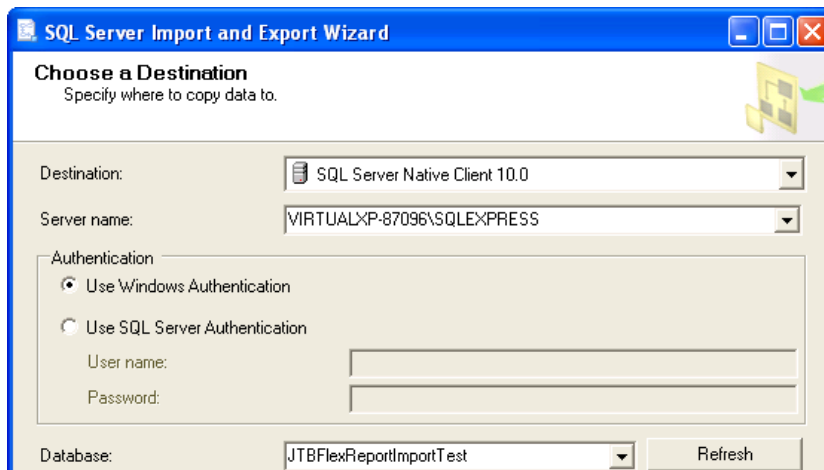 SQL Server Import and Export Wizard
Choose a Destination
Specify where to copy data to.
Destination: SQL Server Native Client 10.0
Server name: VIRTUALXP-87096\SQLEXPRESS
Authentication
Use Windows Authentication
Use SQL Server Authentication
User name:
Password:
Database: JTBFlexReportImportTest Refresh